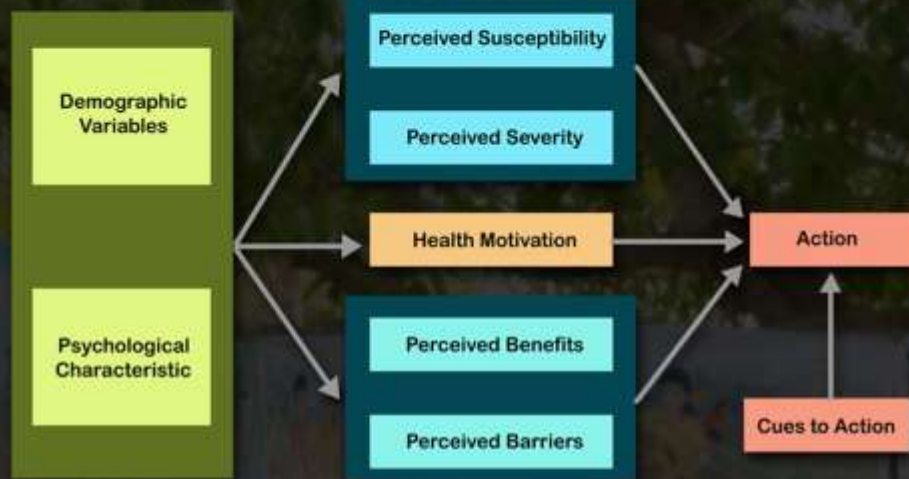 Demographic
Variables
Psychological
Characteristic
Perceived Susceptibility
Perceived Severity
Health Motivation
Perceived Benefits
Perceived Barriers
Action
Cues to Action